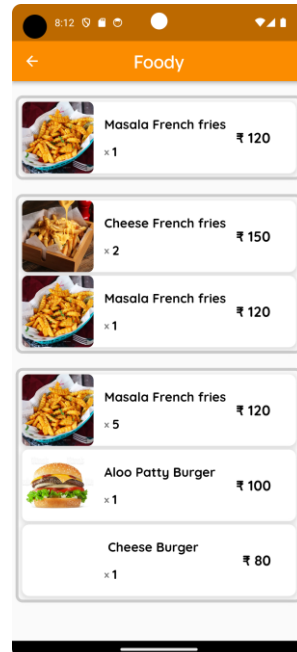 8:12
Foody
Masala French fries
₹ 120
× 1
Cheese French fries
₹ 150
× 2
Masala French fries
₹ 120
× 1
Masala French fries
₹ 120
× 5
Aloo Patty Burger
₹ 100
× 1
Cheese Burger
₹ 80
× 1